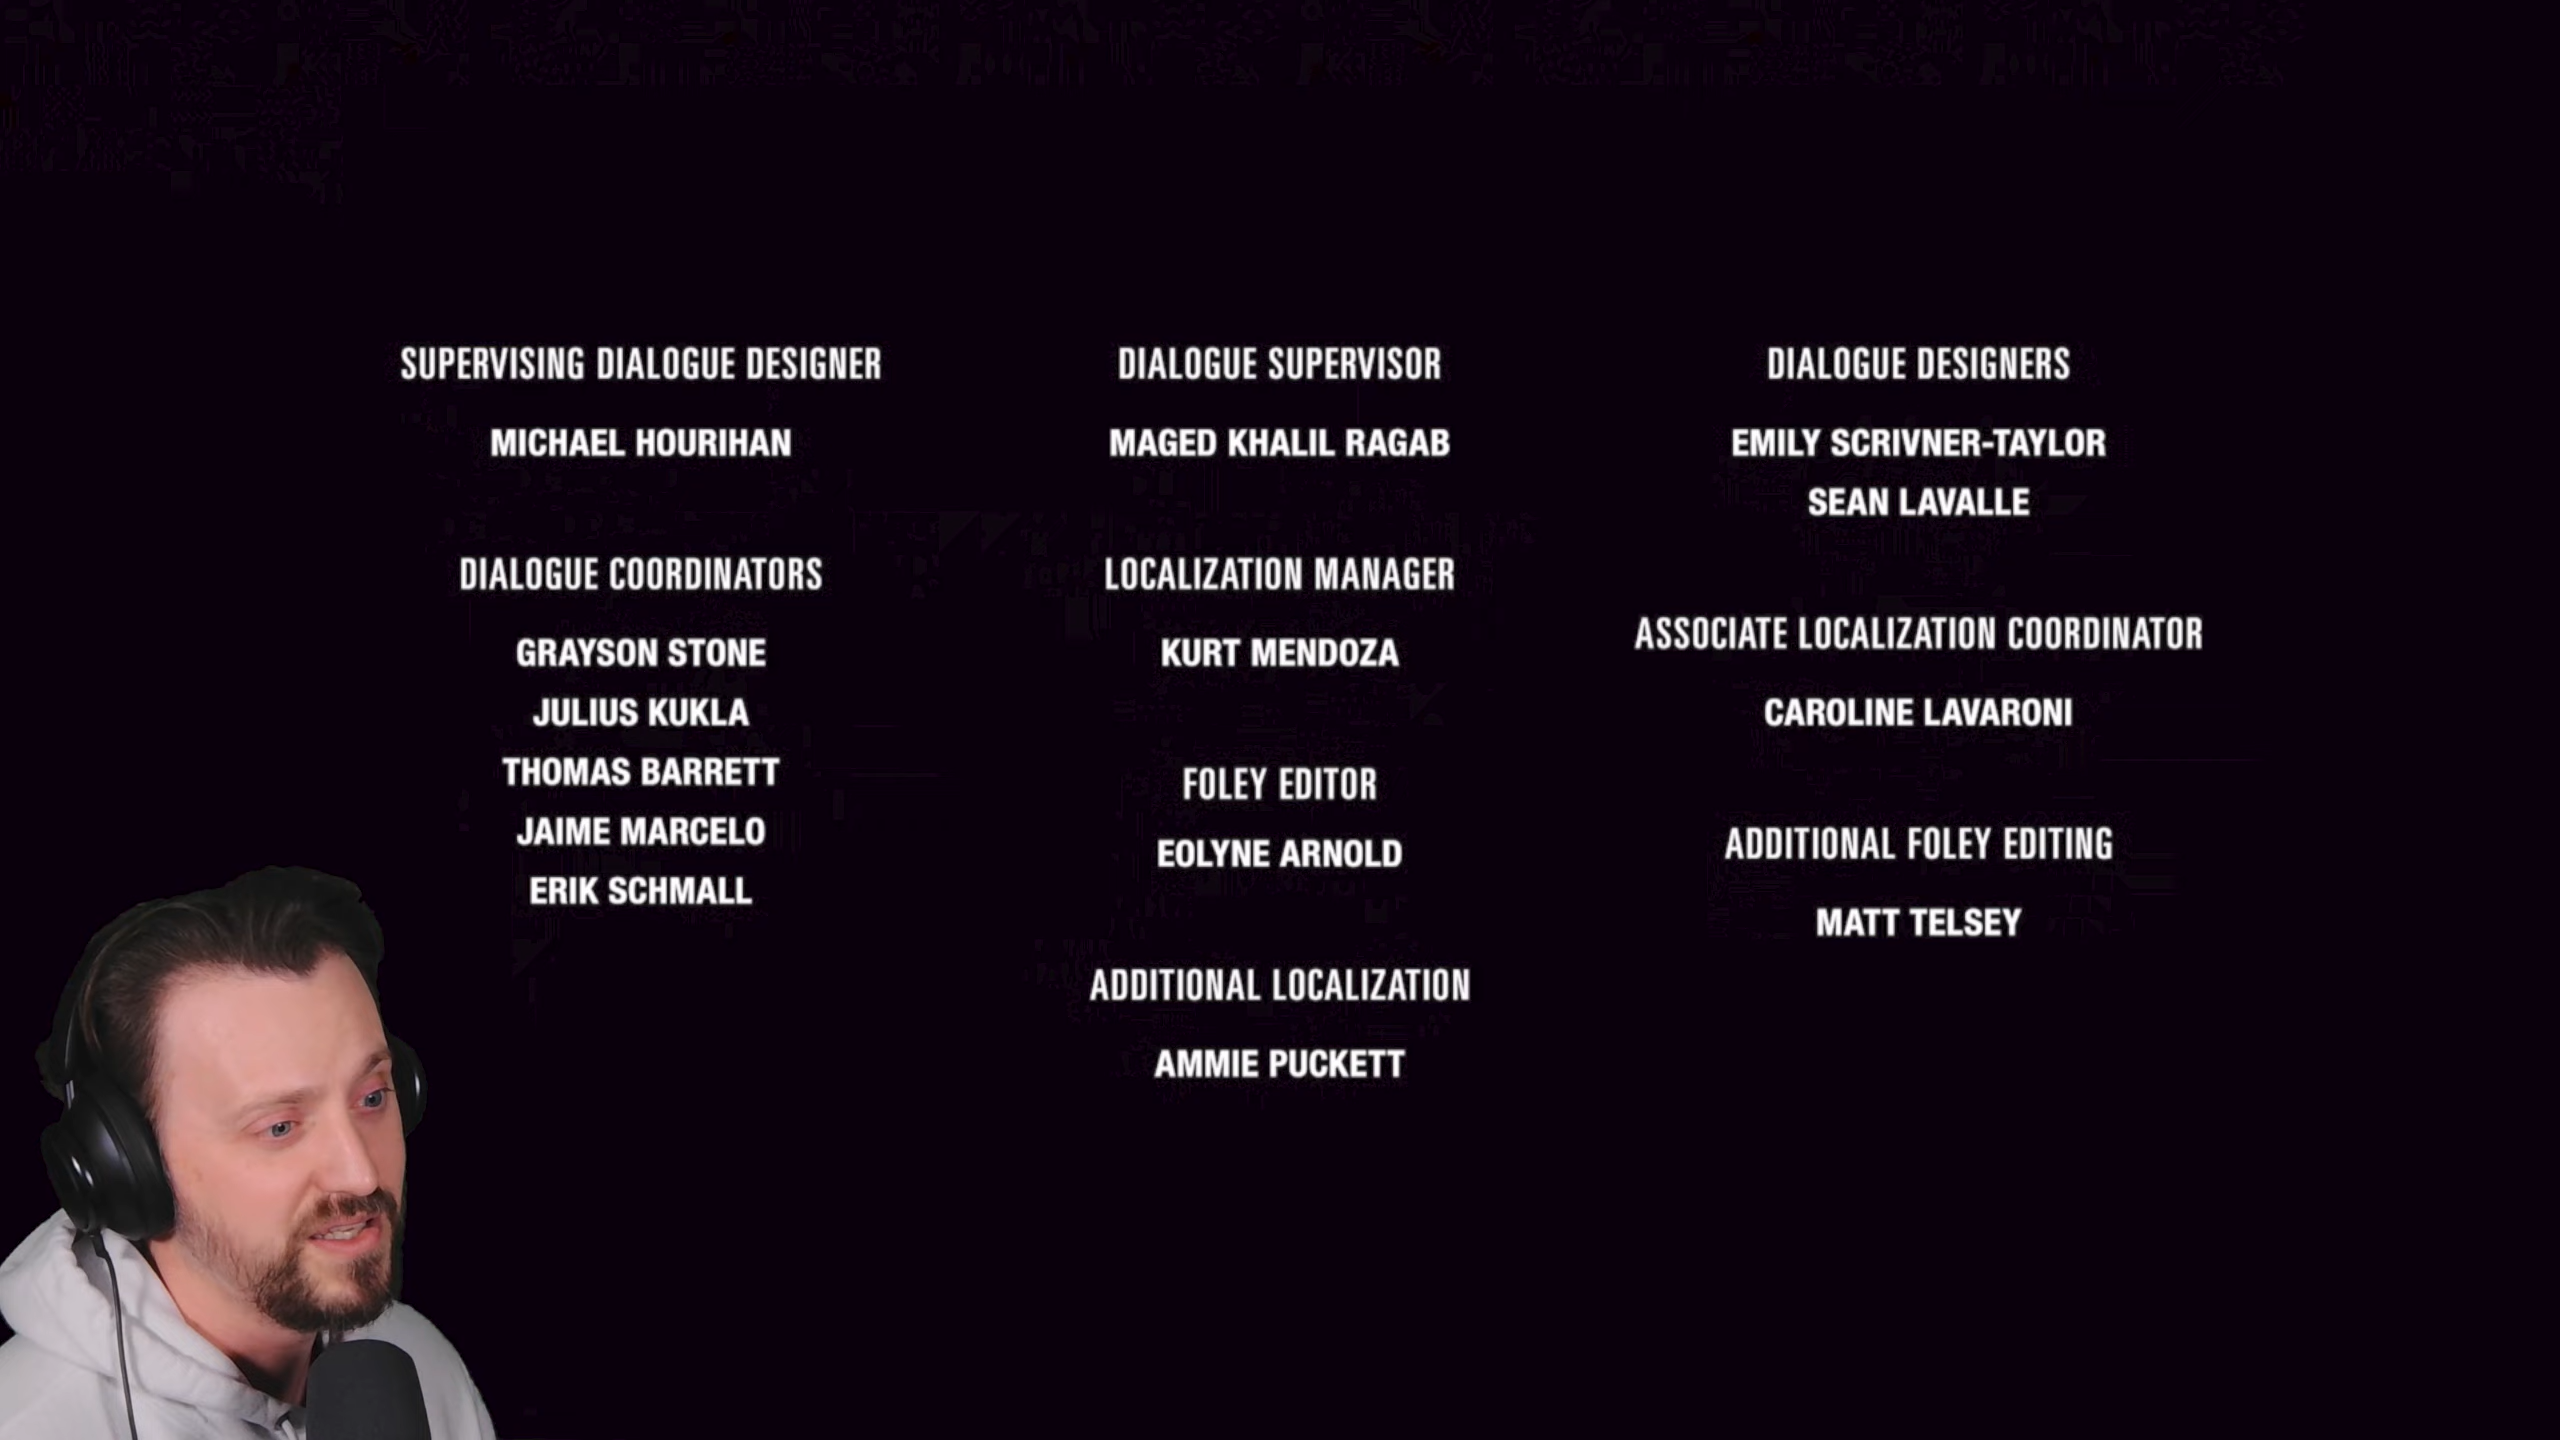 SUPERVISING DIALOGUE DESIGNER
MICHAEL HOURIHAN
DIALOGUE COORDINATORS
GRAYSON STONE
JULIUS KUKLA
THOMAS BARRETT
JAIME MARCELO
ERIK SCHMALL
DIALOGUE SUPERVISOR
MAGED KHALIL RAGAB
LOCALIZATION MANAGER
KURT MENDOZA
FOLEY EDITOR
EOLYNE ARNOLD
ADDITIONAL LOCALIZATION
AMMIE PUCKETT
DIALOGUE DESIGNERS
EMILY SCRIVNER-TAYLOR
SEAN LAVALLE
ASSOCIATE LOCALIZATION COORDINATOR
CAROLINE LAVARONI
ADDITIONAL FOLEY EDITING
MATT TELSEY